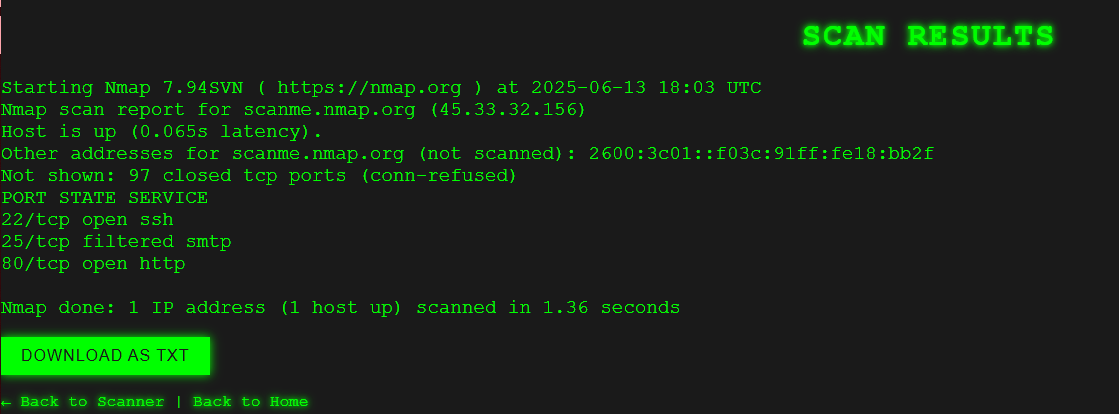 SCAN RESULTS
Starting Nmap 7.94SVN ( https://nmap.org ) at 2025-06-13 18:03 UTC
Nmap scan report for scanme.nmap.org (45.33.32.156)
Host is up (0.065s latency).
Other addresses for scanme.nmap.org (not scanned): 2600:3c01::f03c:91ff:fe18:bb2f
Not shown: 97 closed tcp ports (conn-refused)
PORT STATE SERVICE
22/tcp open ssh
25/tcp filtered smtp
80/tcp open http
Nmap done: 1 IP address (1 host up) scanned in 1.36 seconds
DOWNLOAD AS TXT
← Back to Scanner | Back to Home